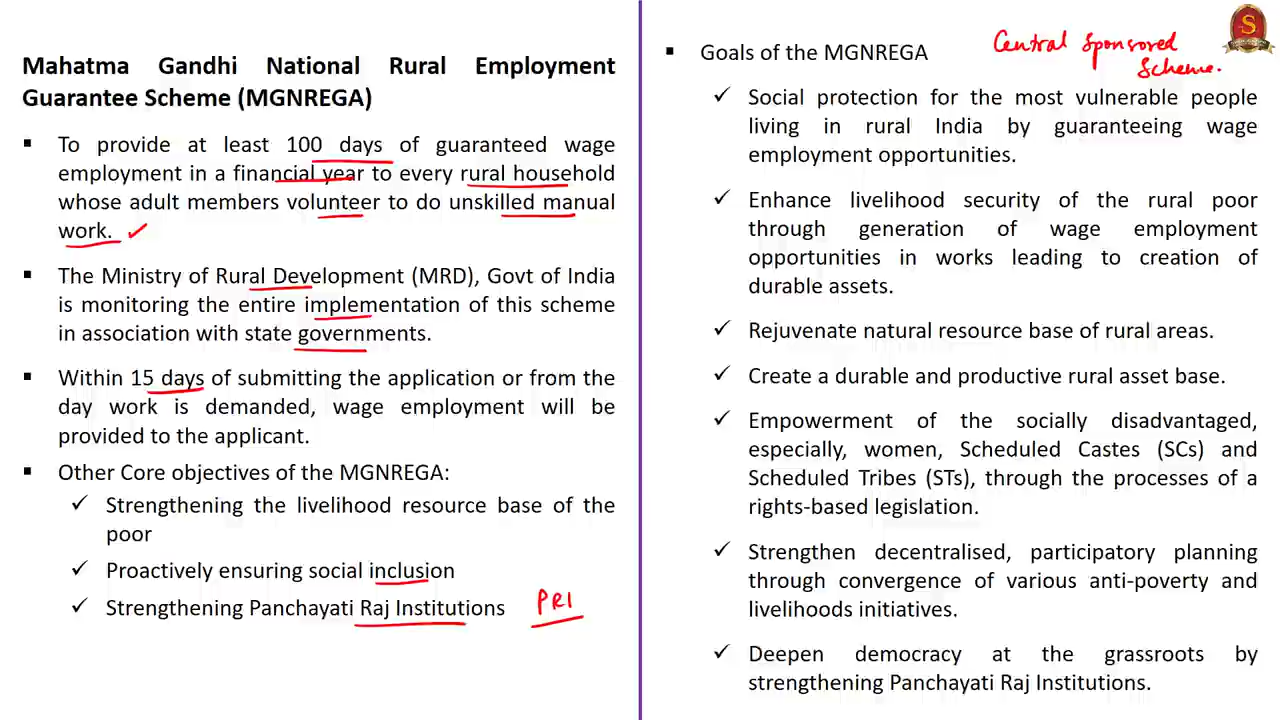 Mahatma Gandhi National Rural Employment
Guarantee Scheme (MGNREGA)
▪ To provide at least 100 days of guaranteed wage
employment in a financial year to every rural household
whose adult members volunteer to do unskilled manual
work. ✓
▪ The Ministry of Rural Development (MRD), Govt of India
is monitoring the entire implementation of this scheme
in association with state governments.
▪ Within 15 days of submitting the application or from the
day work is demanded, wage employment will be
provided to the applicant.
▪ Other Core objectives of the MGNREGA:
✓ Strengthening the livelihood resource base of the
poor
✓ Proactively ensuring social inclusion
✓ Strengthening Panchayati Raj Institutions PRI
▪ Goals of the MGNREGA
Central Sponsored
Scheme.
S
✓ Social protection for the most vulnerable people
living in rural India by guaranteeing wage
employment opportunities.
✓ Enhance livelihood security of the rural poor
through generation of wage employment
opportunities in works leading to creation of
durable assets.
✓ Rejuvenate natural resource base of rural areas.
✓ Create a durable and productive rural asset base.
✓ Empowerment of the socially disadvantaged,
especially, women, Scheduled Castes (SCs) and
Scheduled Tribes (STs), through the processes of a
rights-based legislation.
✓ Strengthen decentralised, participatory planning
through convergence of various anti-poverty and
livelihoods initiatives.
✓ Deepen democracy at the grassroots by
strengthening Panchayati Raj Institutions.